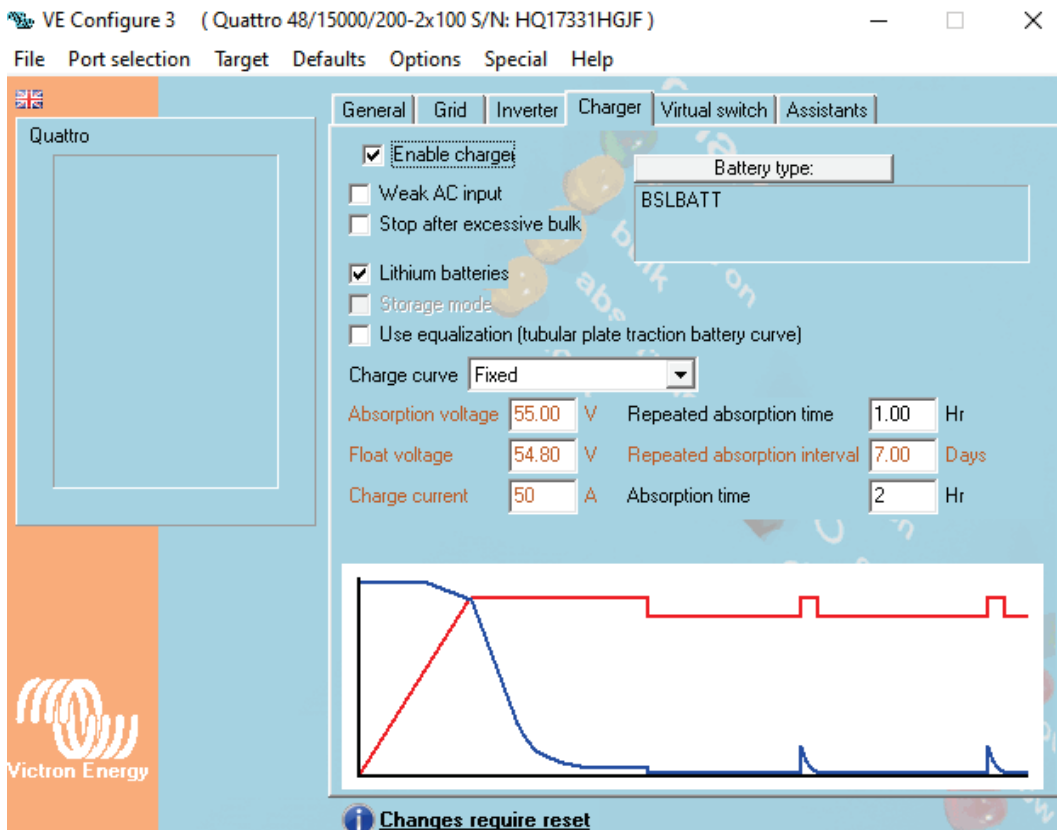 VE Configure 3 ( Quattro 48/15000/200-2x100 S/N: HQ17331HGJF )
File Port selection Target Defaults Options Special Help
General Grid Inverter Charger Virtual switch Assistants
Quattro
Enable charger
Battery type:
Weak AC input
BSLBATT
Stop after excessive bulk
Lithium batteries
Storage mode
Use equalization (tubular plate traction battery curve)
Charge curve Fixed
Absorption voltage 55.00 V Repeated absorption time 1.00 Hr
Float voltage 54.80 V Repeated absorption interval 7.00 Days
Charge current 50 A Absorption time 2 Hr
bulk
abs
on
Victron Energy
i Changes require reset